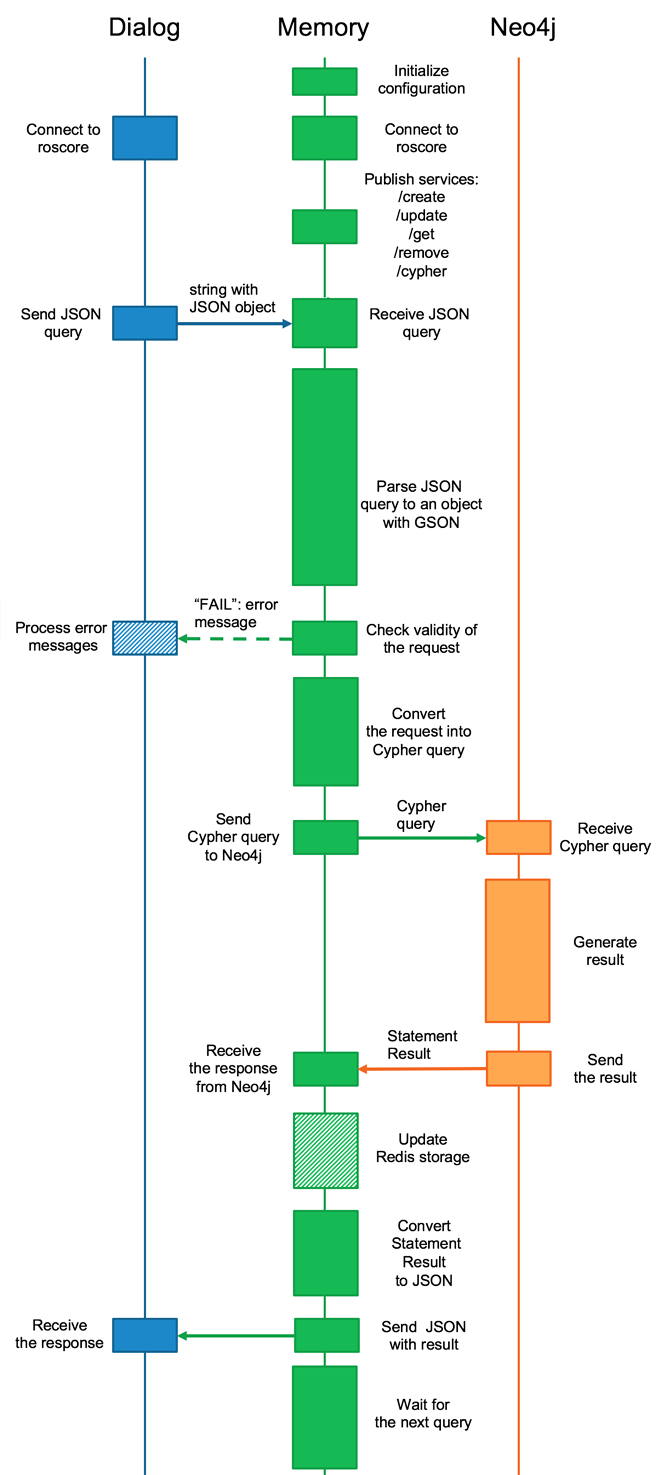 Dialog
Memory
Neo4j
Initialize
configuration
Connect to
roscore
Connect to
roscore
Publish services:
/create
/update
/get
/remove
/cypher
string with
JSON object
Send JSON
query
Receive JSON
query
Parse JSON
query to an object
with GSON
“FAIL”: error
message
Process error
messages
Check validity of
the request
Convert
the request into
Cypher query
Send
Cypher query
to Neo4j
Cypher
query
Receive
Cypher query
Generate
result
Statement
Result
Receive
the response
from Neo4j
Send
the result
Update
Redis storage
Convert
Statement
Result
to JSON
Receive
the response
Send JSON
with result
Wait for
the next query